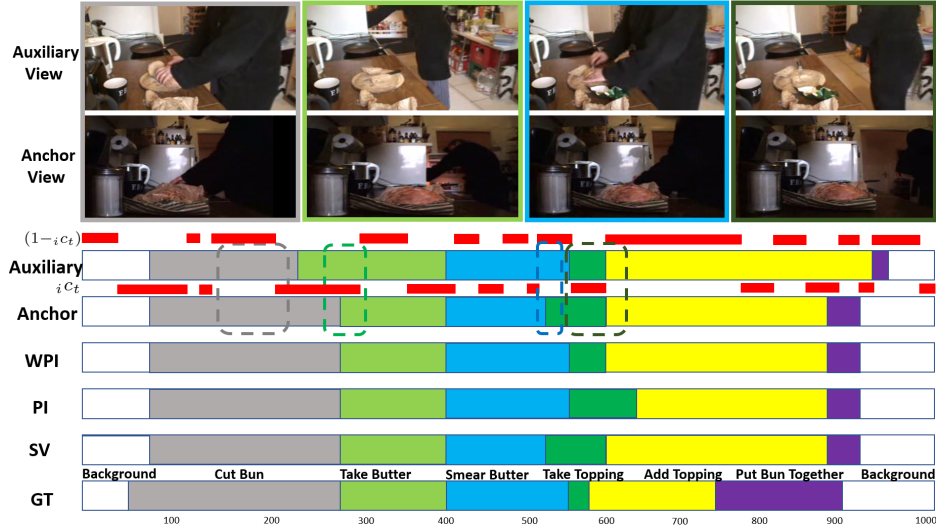 Auxiliary
View
Anchor
View
(1−ᵢcₜ)
Auxiliary
ᵢcₜ
Anchor
WPI
PI
SV
Background Cut Bun Take Butter Smear Butter Take Topping Add Topping Put Bun Together Background
GT
100 200 300 400 500 600 700 800 900 1000